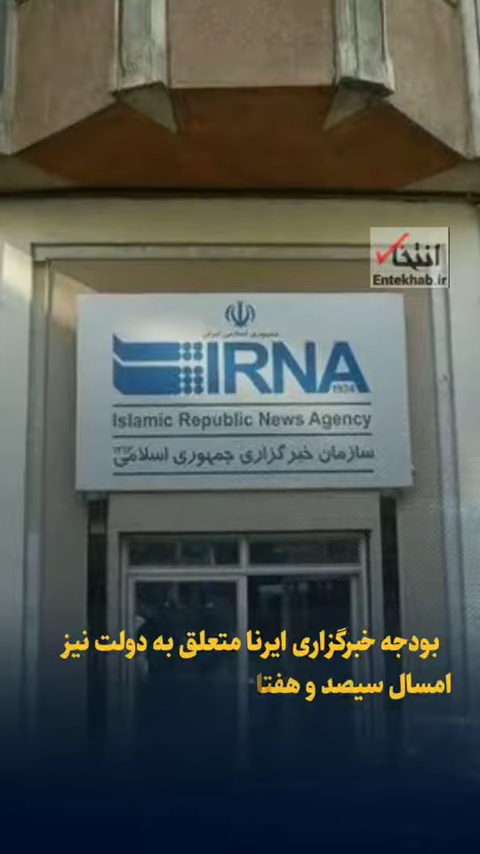 انتخاب
Entekhab.ir
جمهوری اسلامی ایران
IRNA
1934
Islamic Republic News Agency
سازمان خبرگزاری جمهوری اسلامی
۱۳۱۳
بودجه خبرگزاری ایرنا متعلق به دولت نیز
امسال سیصد و هفتا